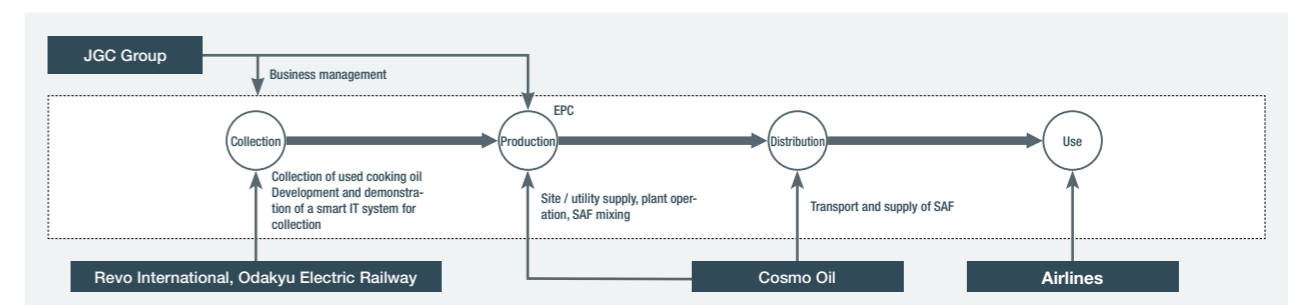 JGC Group
Business management
EPC
Collection
Production
Distribution
Use
Collection of used cooking oil
Development and demonstra-
tion of a smart IT system for
collection
Site / utility supply, plant oper-
ation, SAF mixing
Transport and supply of SAF
Revo International, Odakyu Electric Railway
Cosmo Oil
Airlines